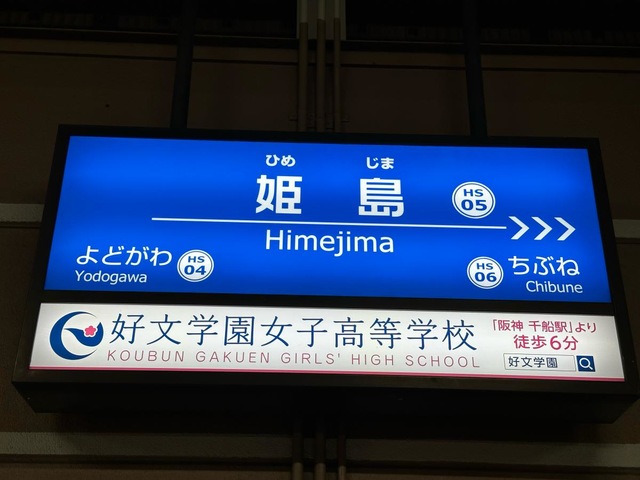 ひめ じま
姫島
HS 05
Himejima
よどがわ
Yodogawa
HS 04
HS 06
ちぶね
Chibune
好文学園女子高等学校
KOUBUN GAKUEN GIRLS' HIGH SCHOOL
「阪神 千船駅」より
徒歩6分
好文学園